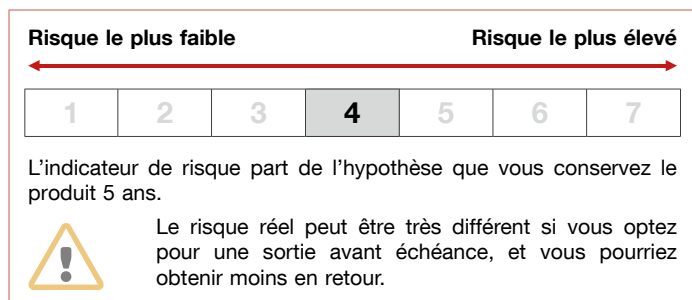 Risque le plus faible Risque le plus élevé
1 2 3 4 5 6 7
L'indicateur de risque part de l'hypothèse que vous conservez le
produit 5 ans.
Le risque réel peut être très différent si vous optez
pour une sortie avant échéance, et vous pourriez
obtenir moins en retour.